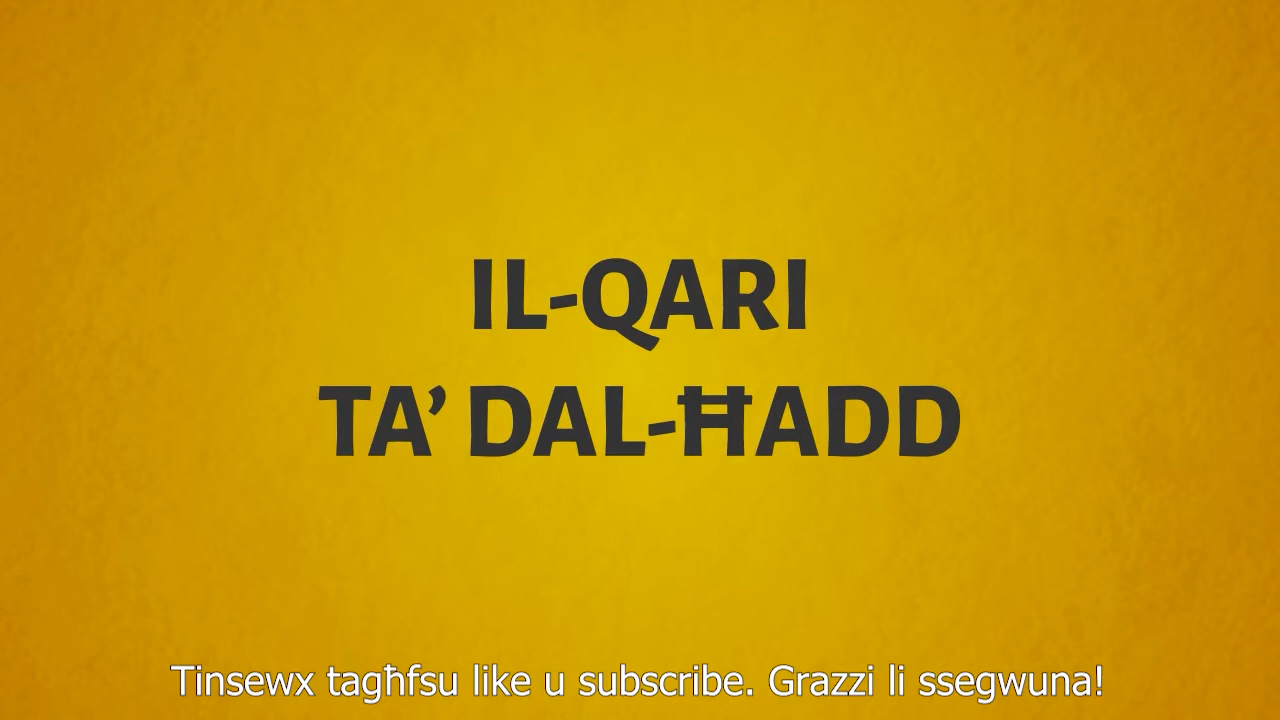 IL-QARI
TA’ DAL-ĦADD
Tinsewx tagħfsu like u subscribe. Grazzi li ssegwuna!